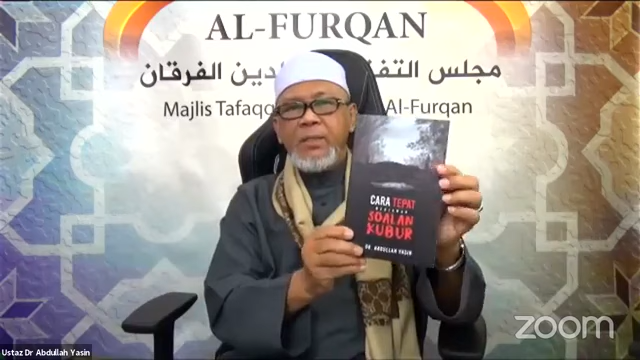 AL-FURQAN
مجلس التف الدين الفرقان
Majlis Tafaqq Al-Furqan
CARA TEPAT
MENJAWAB
SOALAN
KUBUR
DR. ABDULLAH YASIN
zoom
Ustaz Dr Abdullah Yasin